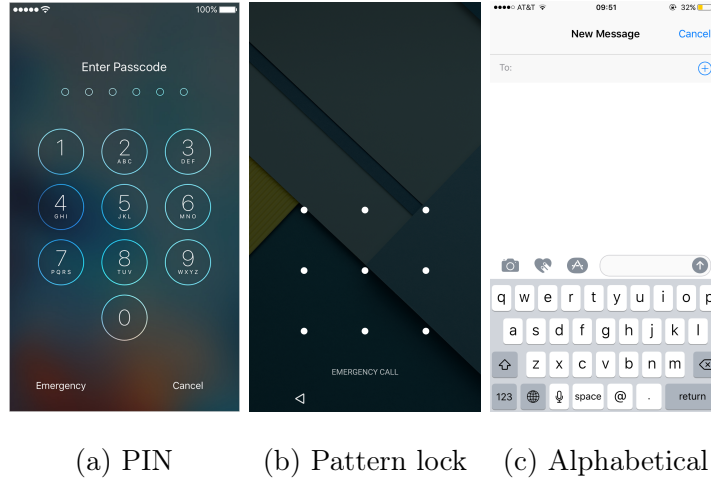 100%
Enter Passcode
1 2 3
ABC DEF
4 5 6
GHI JKL MNO
7 8 9
PQRS TUV WXYZ
0
Emergency Cancel
EMERGENCY CALL
AT&T 09:51 32%
New Message Cancel
To:
q w e r t y u i o p
a s d f g h j k l
z x c v b n m
123 space @ . return
(a) PIN (b) Pattern lock (c) Alphabetical